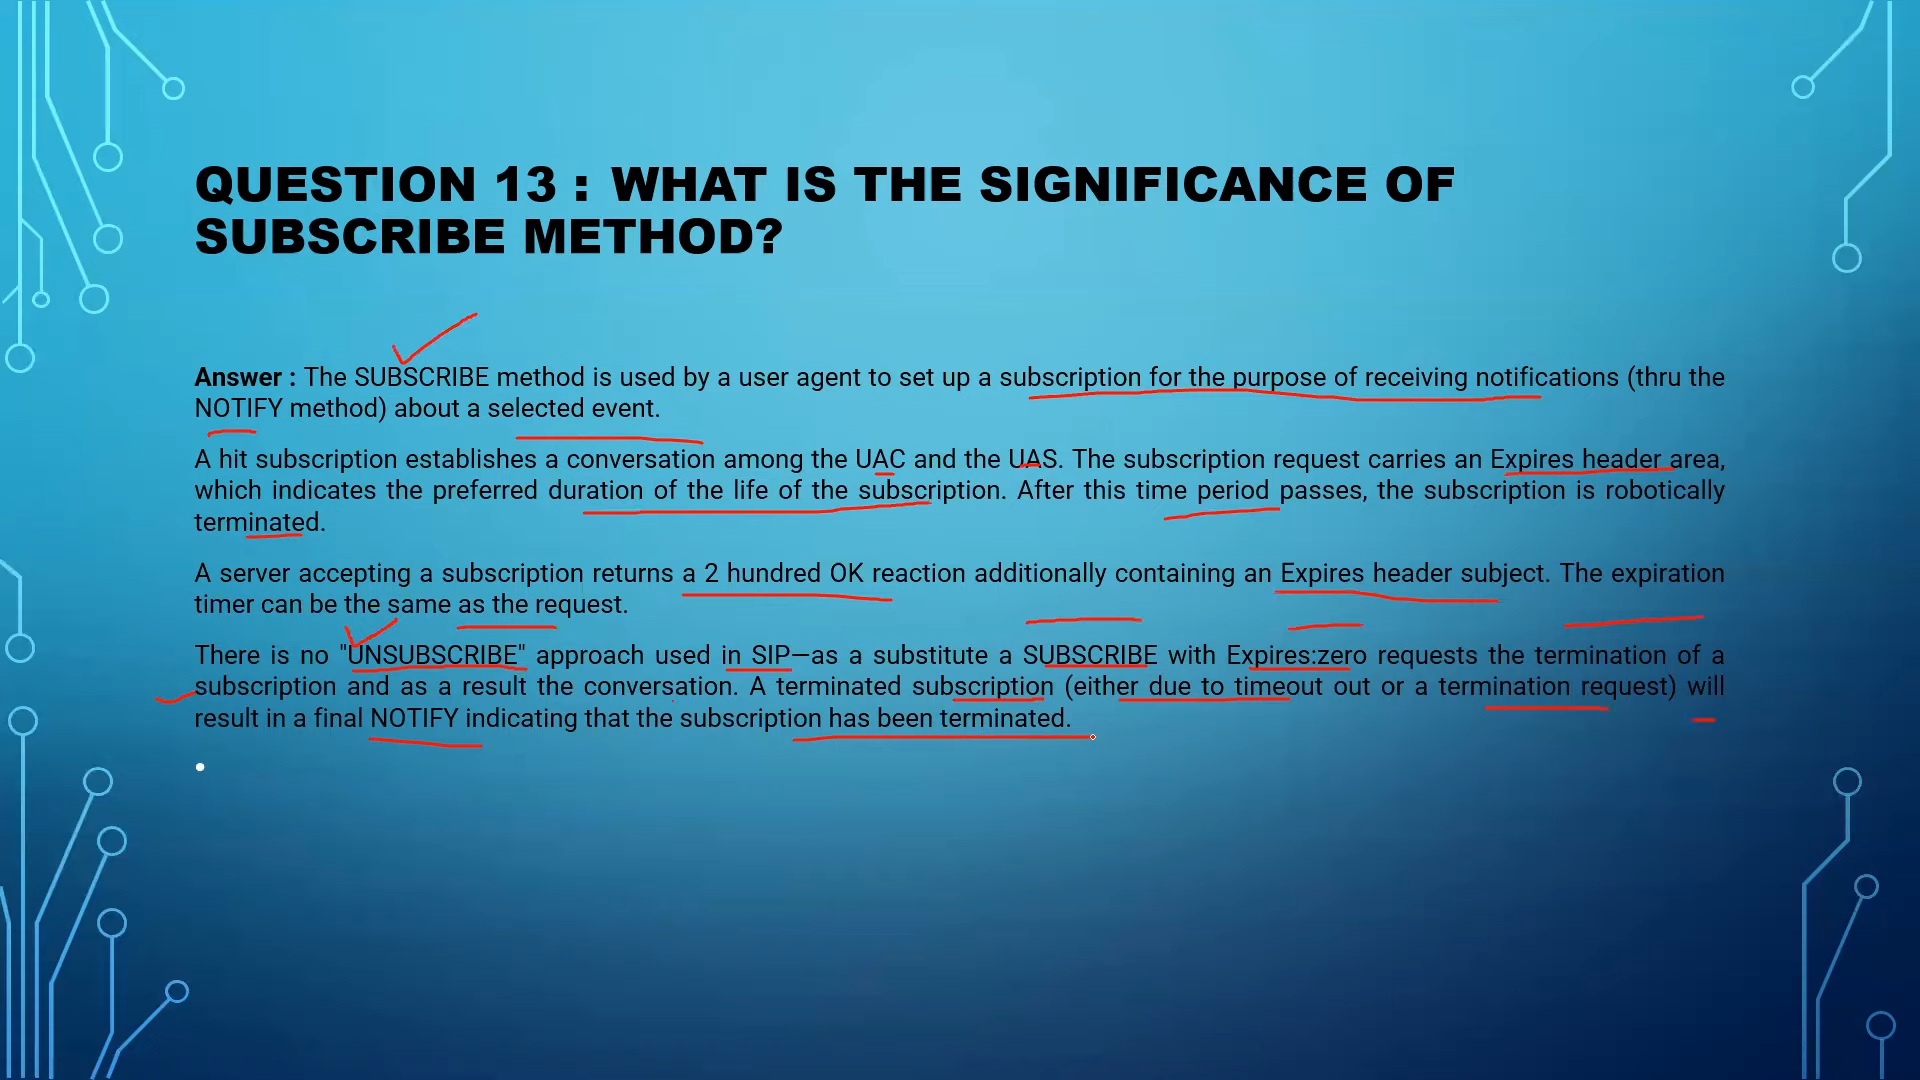 QUESTION 13 : WHAT IS THE SIGNIFICANCE OF
SUBSCRIBE METHOD?
Answer : The SUBSCRIBE method is used by a user agent to set up a subscription for the purpose of receiving notifications (thru the
NOTIFY method) about a selected event.
A hit subscription establishes a conversation among the UAC and the UAS. The subscription request carries an Expires header area,
which indicates the preferred duration of the life of the subscription. After this time period passes, the subscription is robotically
terminated.
A server accepting a subscription returns a 2 hundred OK reaction additionally containing an Expires header subject. The expiration
timer can be the same as the request.
There is no "UNSUBSCRIBE" approach used in SIP—as a substitute a SUBSCRIBE with Expires:zero requests the termination of a
subscription and as a result the conversation. A terminated subscription (either due to timeout out or a termination request) will
result in a final NOTIFY indicating that the subscription has been terminated.